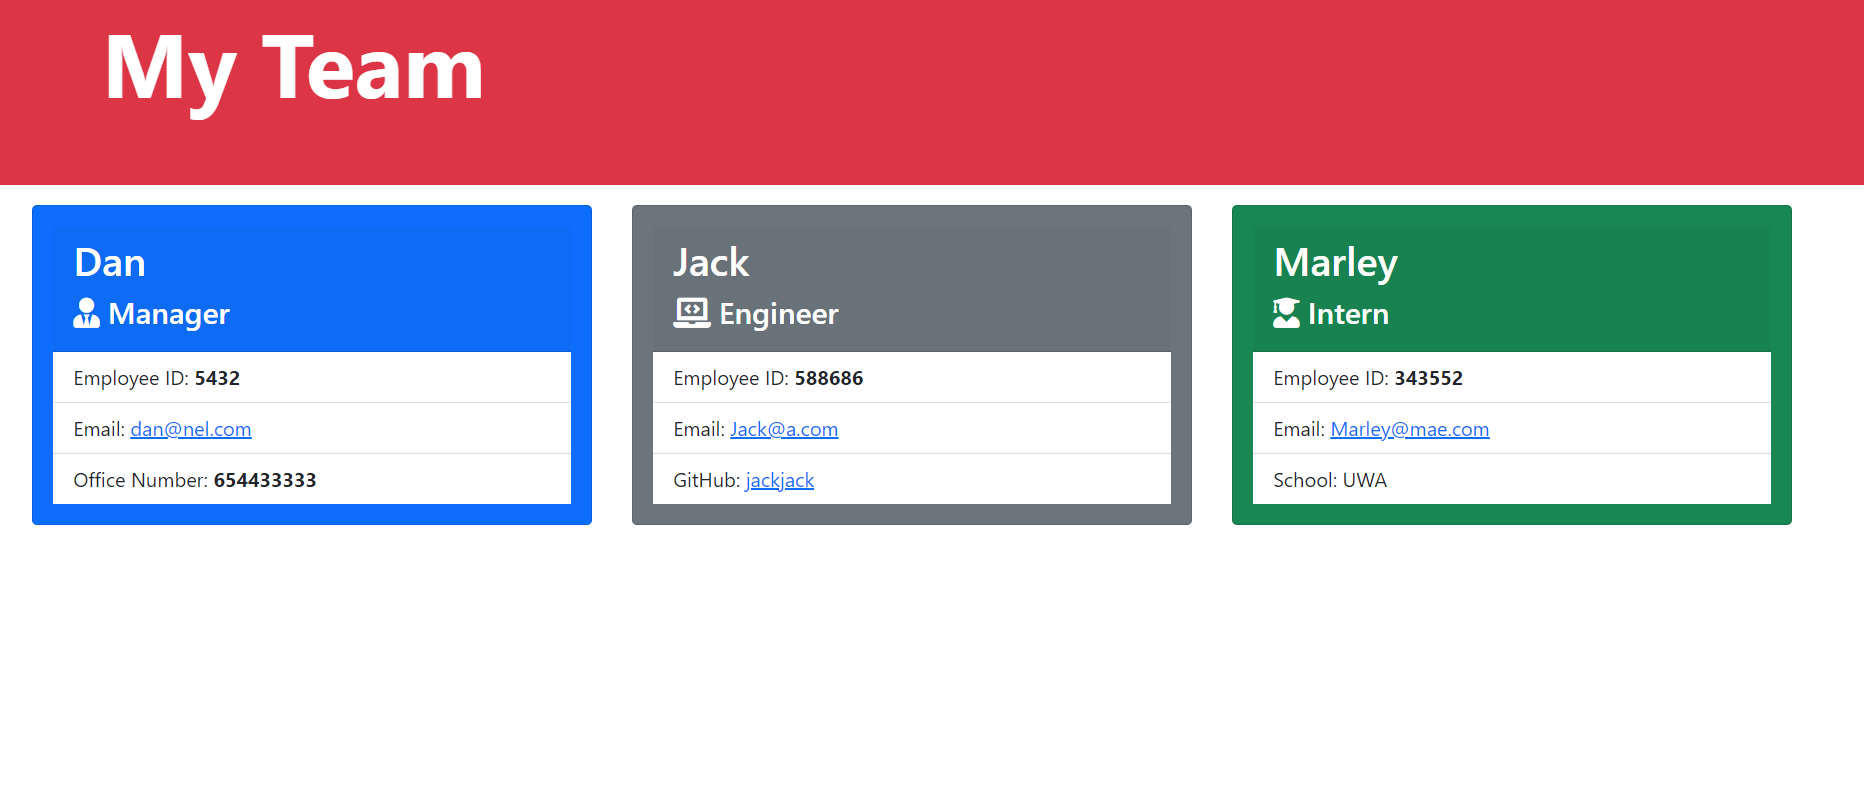 My Team
Dan
Manager
Employee ID: 5432
Email: dan@nel.com
Office Number: 654433333
Jack
Engineer
Employee ID: 588686
Email: Jack@a.com
GitHub: jackjack
Marley
Intern
Employee ID: 343552
Email: Marley@mae.com
School: UWA